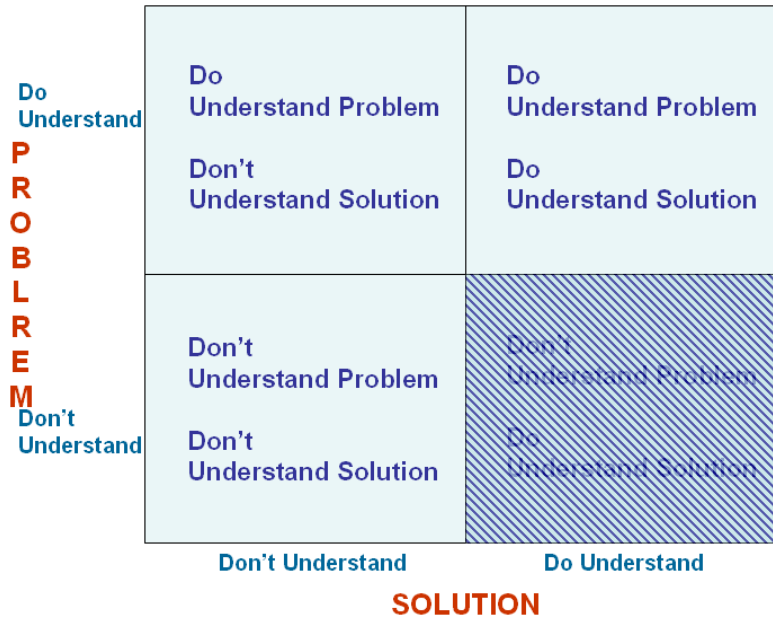 Do
Understand
PROBLREM
Don't
Understand
Do
Understand Problem
Don't
Understand Solution
Do
Understand Problem
Do
Understand Solution
Don't
Understand Problem
Don't
Understand Solution
Don't
Understand Problem
Do
Understand Solution
Don't Understand
Do Understand
SOLUTION